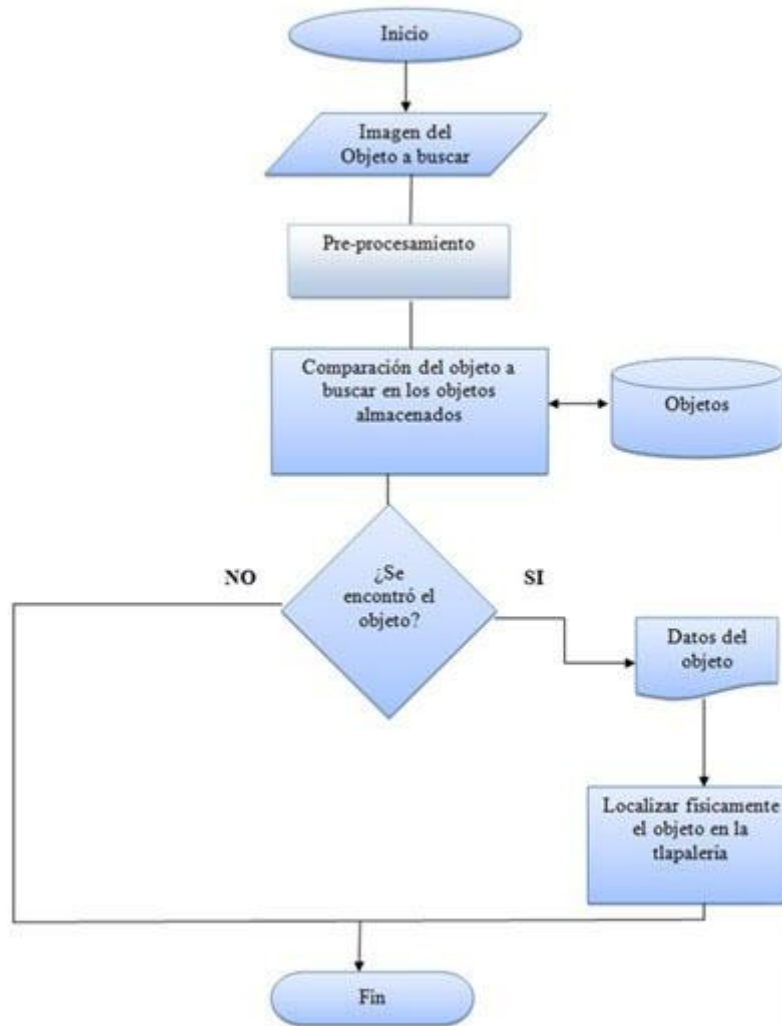 Inicio
Imagen del
Objeto a buscar
Pre-procesamiento
Comparación del objeto a
buscar en los objetos
almacenados
Objetos
¿Se
encontró el
objeto?
NO
SI
Datos del
objeto
Localizar físicamente
el objeto en la
tlapalería
Fin